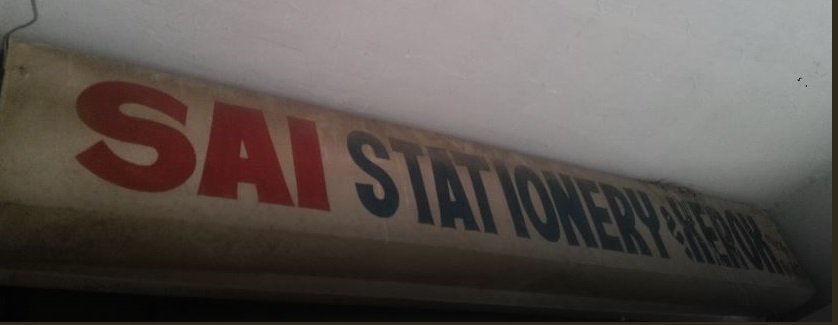 SAI STATIONERY & XEROX